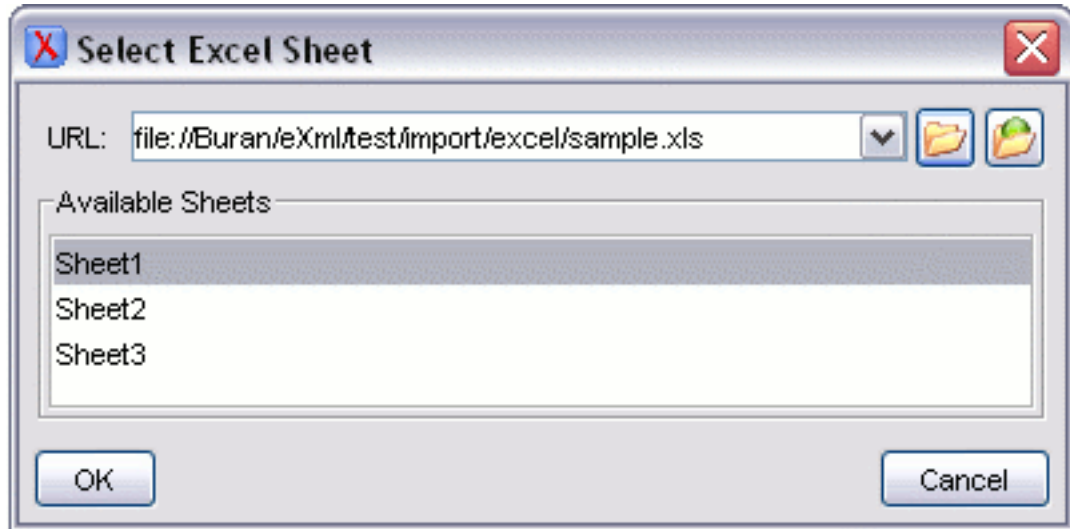 Select Excel Sheet
URL: file://Buran/eXml/test/import/excel/sample.xls
Available Sheets
Sheet1
Sheet2
Sheet3
OK Cancel